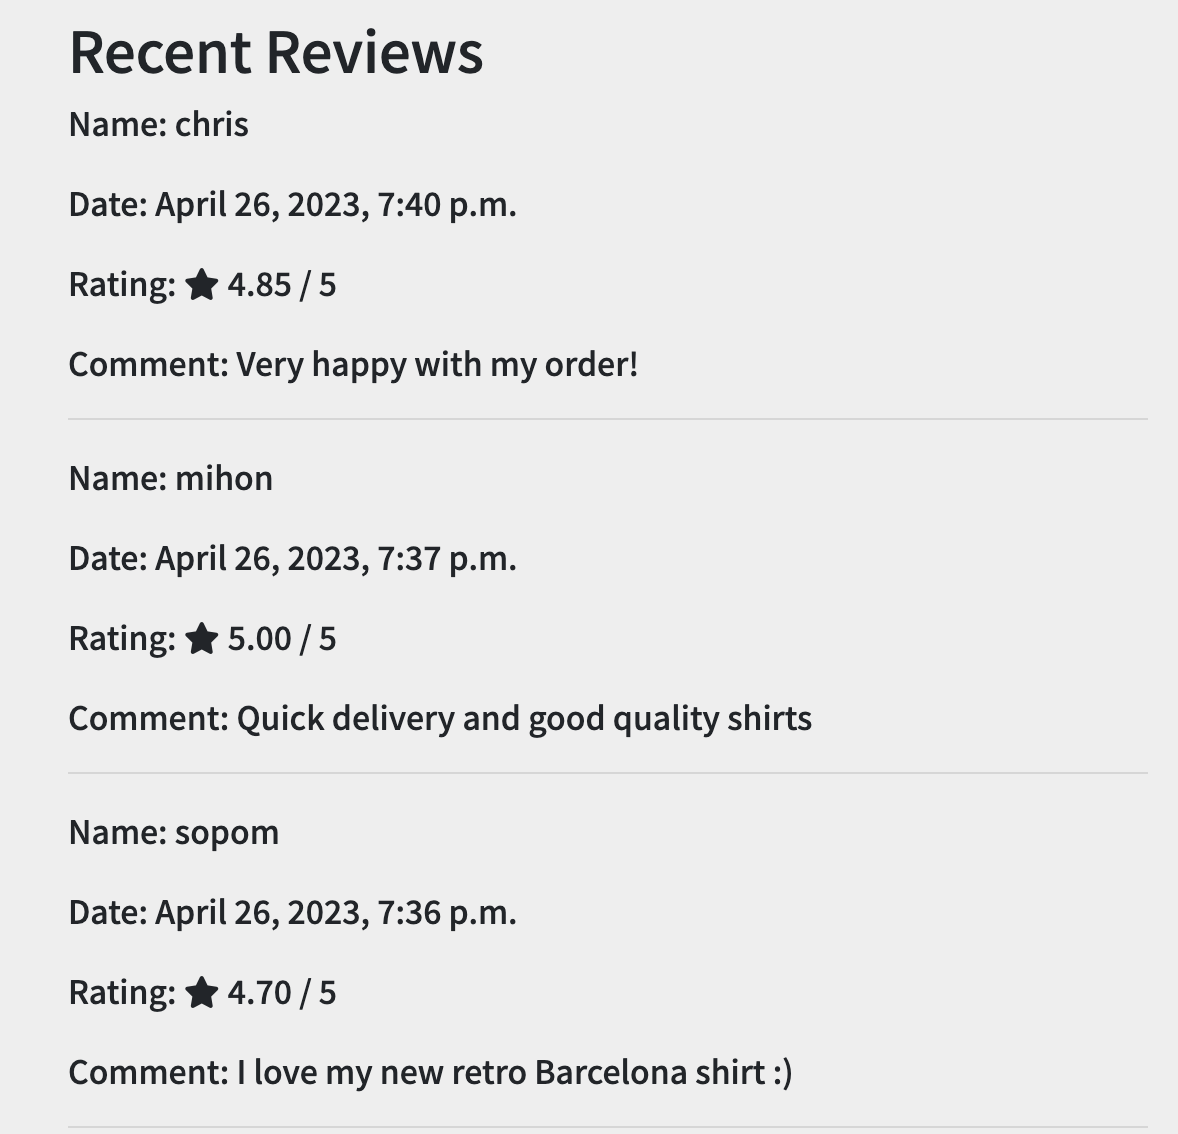 Recent Reviews
Name: chris
Date: April 26, 2023, 7:40 p.m.
Rating: ★ 4.85 / 5
Comment: Very happy with my order!
Name: mihon
Date: April 26, 2023, 7:37 p.m.
Rating: ★ 5.00 / 5
Comment: Quick delivery and good quality shirts
Name: sopom
Date: April 26, 2023, 7:36 p.m.
Rating: ★ 4.70 / 5
Comment: I love my new retro Barcelona shirt :)